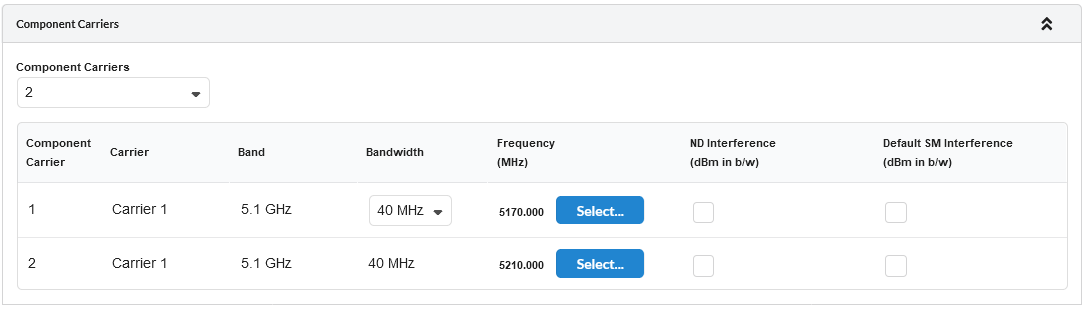 Component Carriers
Component Carriers
2
Component Carrier Carrier Band Bandwidth Frequency (MHz) ND Interference (dBm in b/w) Default SM Interference (dBm in b/w)
1 Carrier 1 5.1 GHz 40 MHz 5170.000 Select...
2 Carrier 1 5.1 GHz 40 MHz 5210.000 Select...